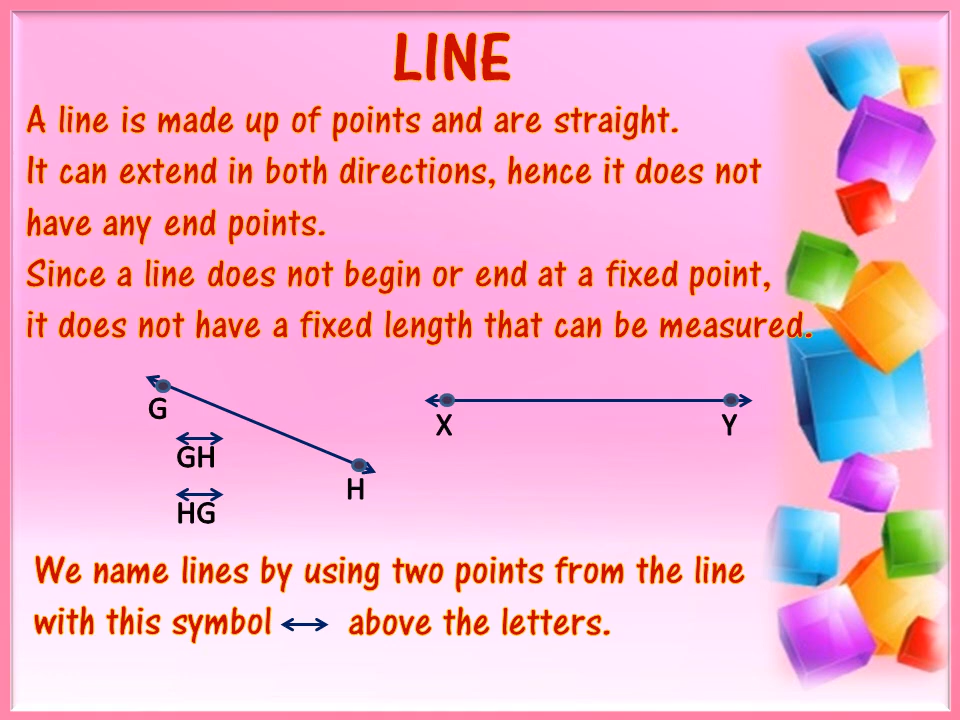 LINE
A line is made up of points and are straight.
It can extend in both directions, hence it does not
have any end points.
Since a line does not begin or end at a fixed point,
it does not have a fixed length that can be measured.
G
X
Y
GH
H
HG
We name lines by using two points from the line
with this symbol ↔ above the letters.